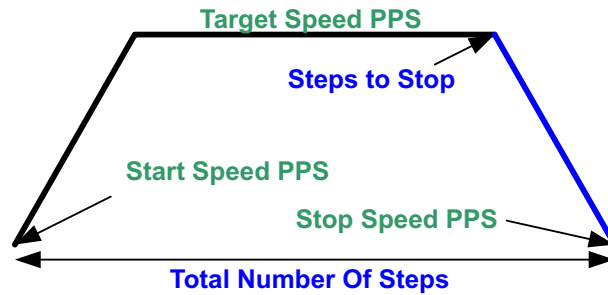 Target Speed PPS
Steps to Stop
Start Speed PPS
Stop Speed PPS
Total Number Of Steps